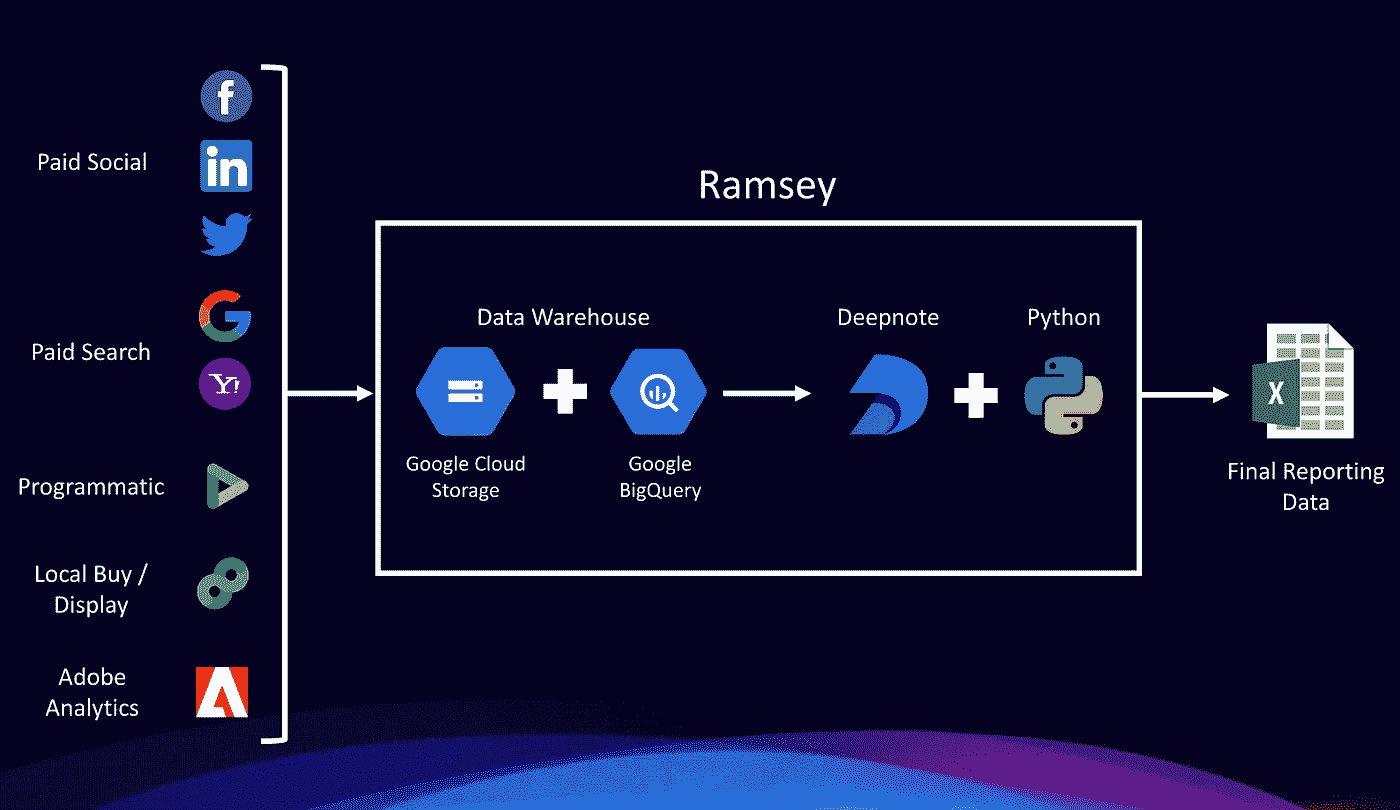 Paid Social
f
in
Paid Search
Y!
Programmatic
Local Buy /
Display
Adobe
Analytics
Ramsey
Data Warehouse
Google Cloud
Storage
Google
BigQuery
Deepnote
Python
X
Final Reporting
Data